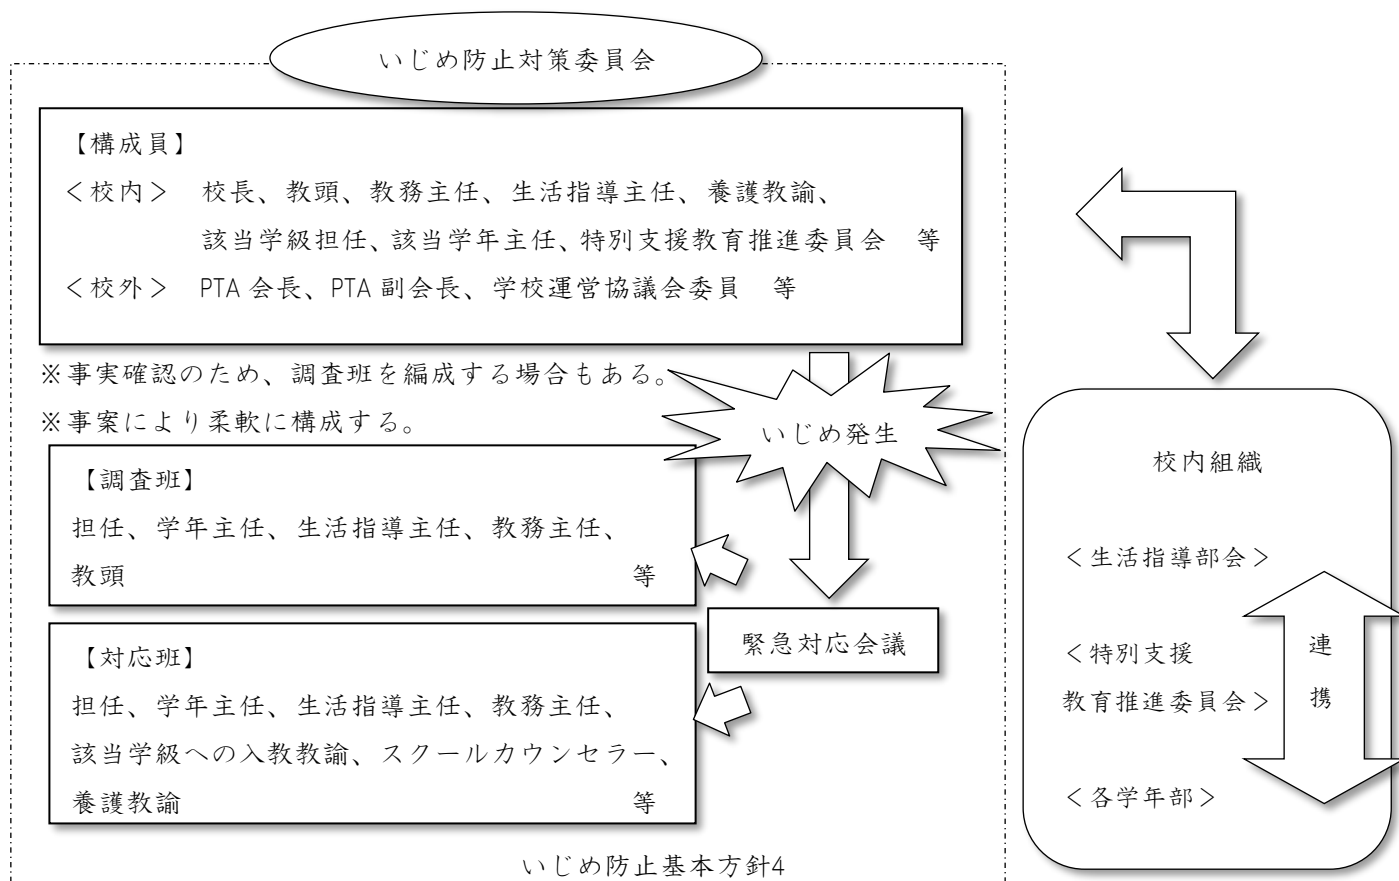 いじめ防止対策委員会
【構成員】
＜校内＞　校長、教頭、教務主任、生活指導主任、養護教諭、
該当学級担任、該当学年主任、特別支援教育推進委員会　等
＜校外＞　PTA 会長、PTA 副会長、学校運営協議会委員　等
※事実確認のため、調査班を編成する場合もある。
※事案により柔軟に構成する。
いじめ発生
【調査班】
担任、学年主任、生活指導主任、教務主任、
教頭　等
緊急対応会議
【対応班】
担任、学年主任、生活指導主任、教務主任、
該当学級への入教教諭、スクールカウンセラー、
養護教諭　等
校内組織
＜生活指導部会＞
＜特別支援
教育推進委員会＞
＜各学年部＞
連
携
いじめ防止基本方針4